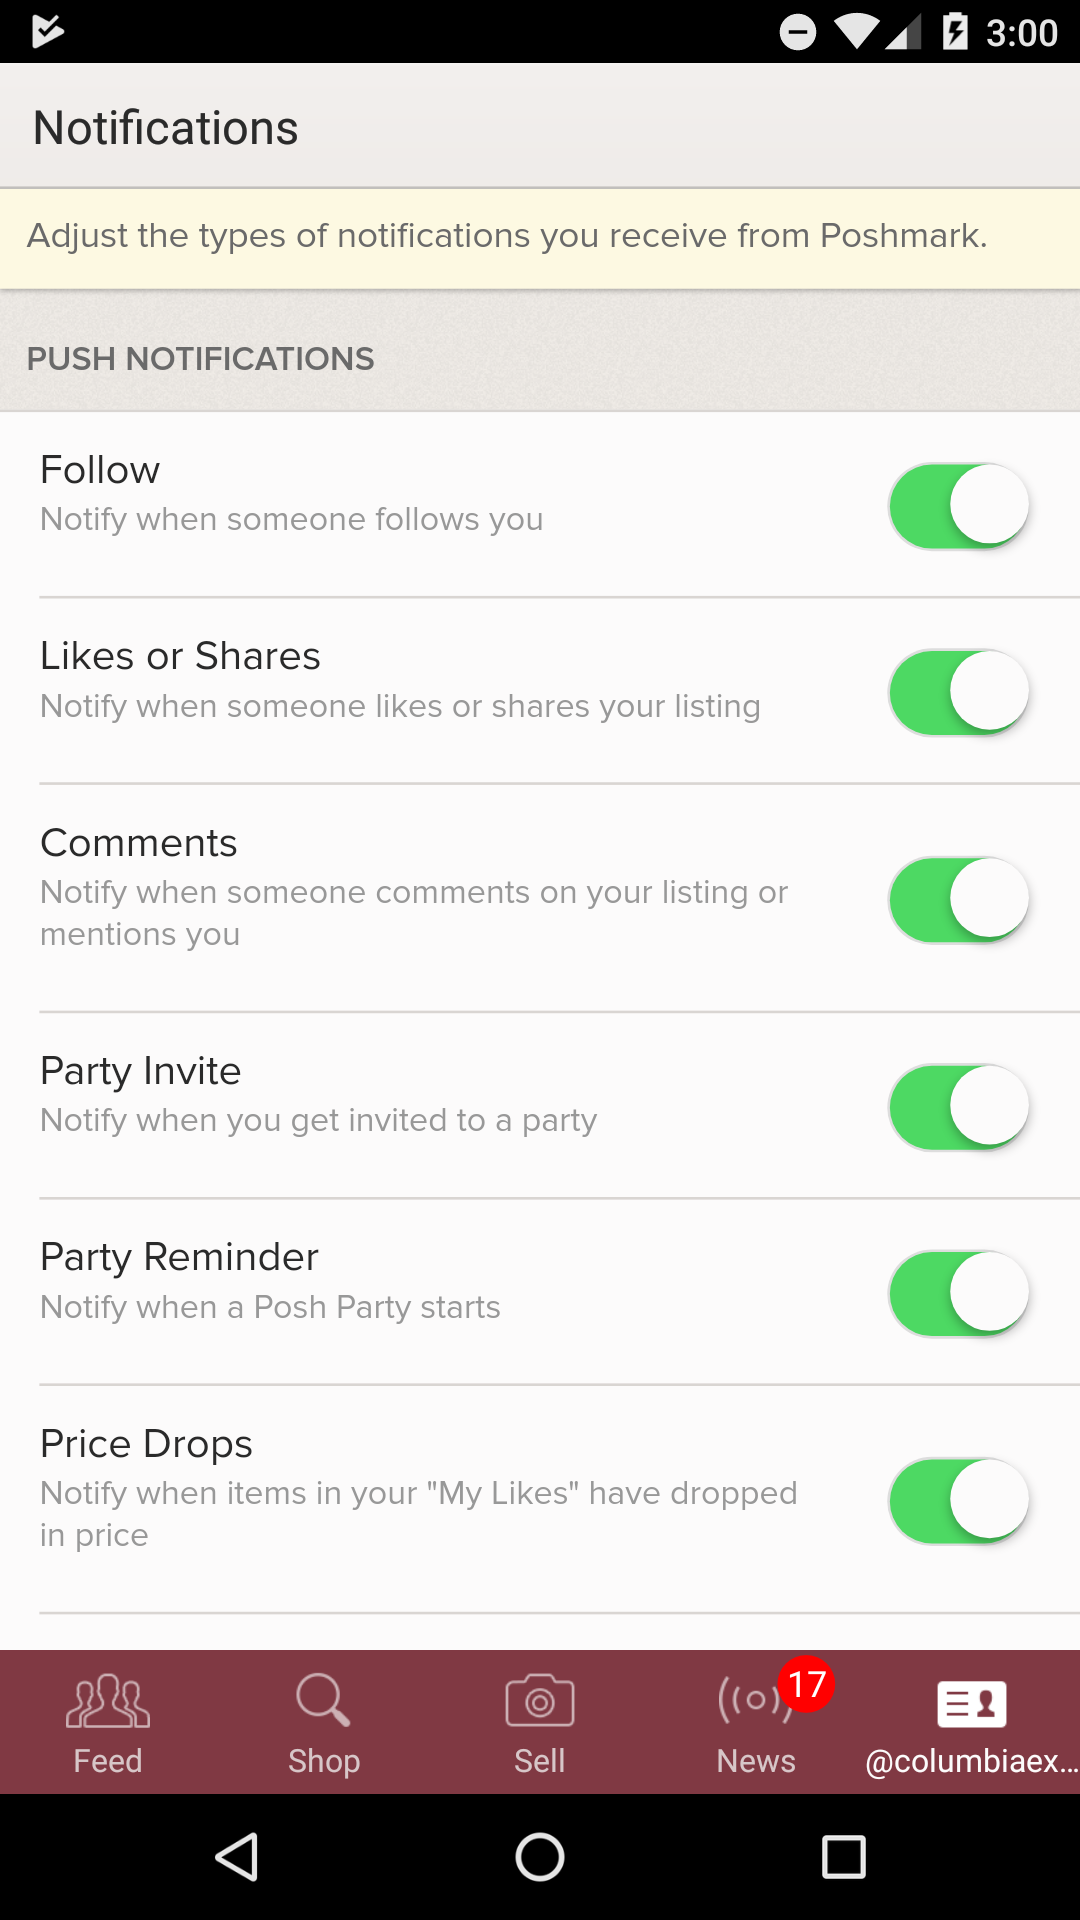 3:00
Notifications
Adjust the types of notifications you receive from Poshmark.
PUSH NOTIFICATIONS
Follow
Notify when someone follows you
Likes or Shares
Notify when someone likes or shares your listing
Comments
Notify when someone comments on your listing or
mentions you
Party Invite
Notify when you get invited to a party
Party Reminder
Notify when a Posh Party starts
Price Drops
Notify when items in your "My Likes" have dropped
in price
17
Feed
Shop
Sell
News
@columbiaex...